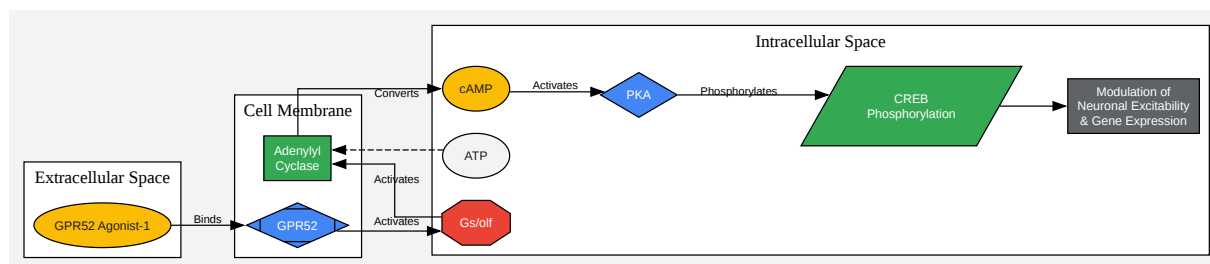 Extracellular Space
GPR52 Agonist-1
Binds
Cell Membrane
Adenylyl
Cyclase
GPR52
Converts
Activates
Activates
Intracellular Space
cAMP
ATP
Gs/olf
Activates
PKA
Phosphorylates
CREB
Phosphorylation
Modulation of
Neuronal Excitability
& Gene Expression